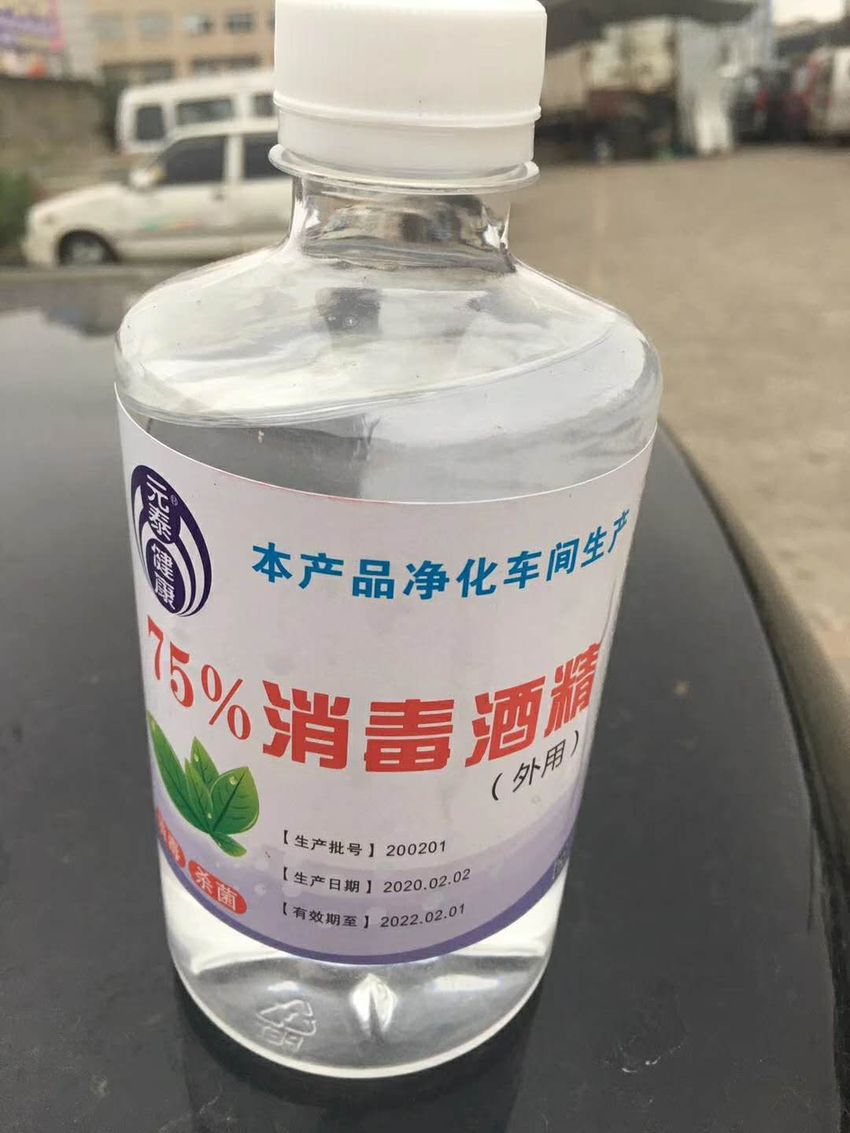 元泰®
健康
本产品净化车间生产
75%消毒酒精
（外用）
【生产批号】200201
【生产日期】2020.02.02
【有效期至】2022.02.01
杀菌
PET